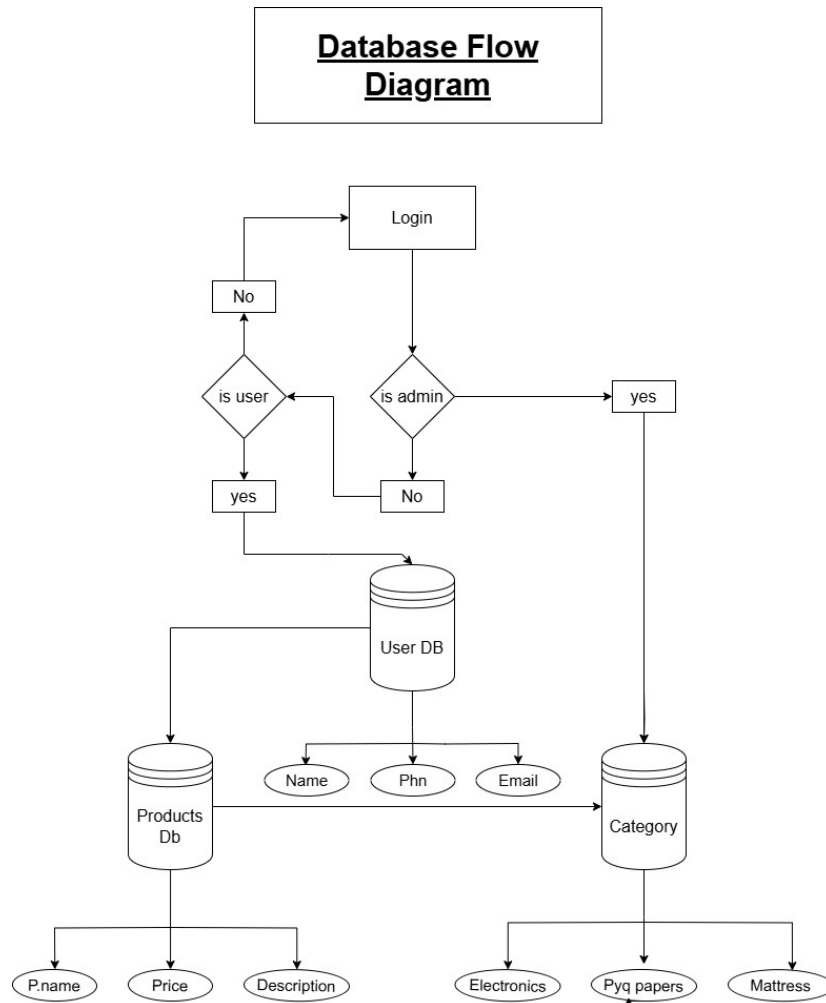 Database Flow
Diagram
Login
No
is user
is admin
yes
yes
No
User DB
Name
Phn
Email
Products
Db
Category
P.name
Price
Description
Electronics
Pyq papers
Mattress